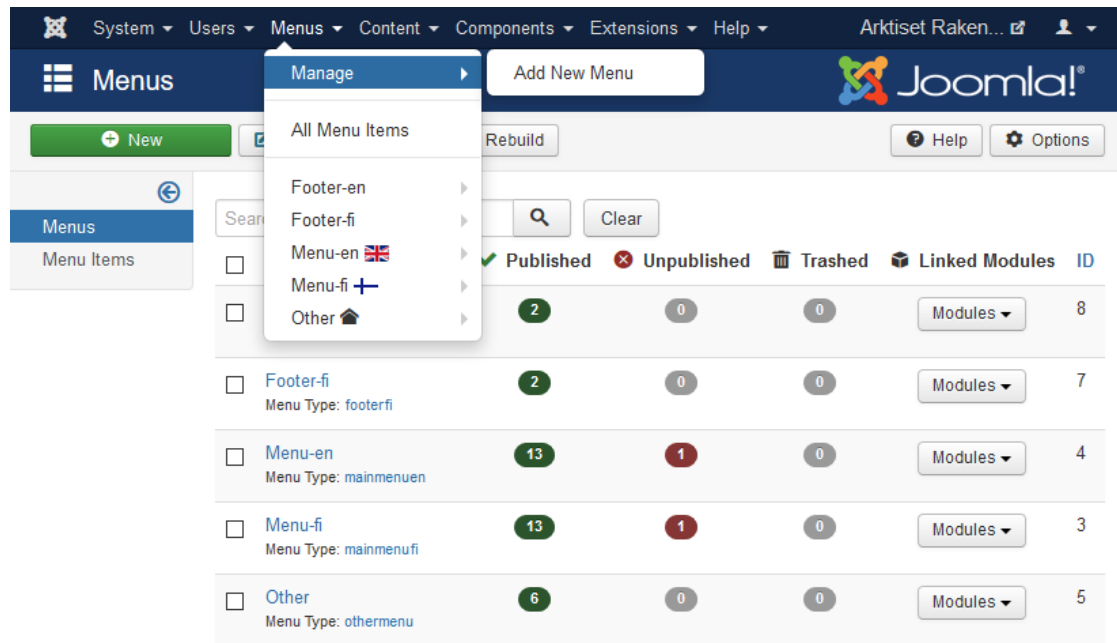 System Users Menus Content Components Extensions Help Arktiset Raken...
Menus Manage Add New Menu Joomla!®
New All Menu Items Rebuild Help Options
Footer-en
Footer-fi
Menu-en
Menu-fi
Other
Menus
Menu Items
Clear
Published Unpublished Trashed Linked Modules ID
2 0 0 Modules 8
Footer-fi 2 0 0 Modules 7
Menu Type: footerfi
Menu-en 13 1 0 Modules 4
Menu Type: mainmenuen
Menu-fi 13 1 0 Modules 3
Menu Type: mainmenufi
Other 6 0 0 Modules 5
Menu Type: othermenu